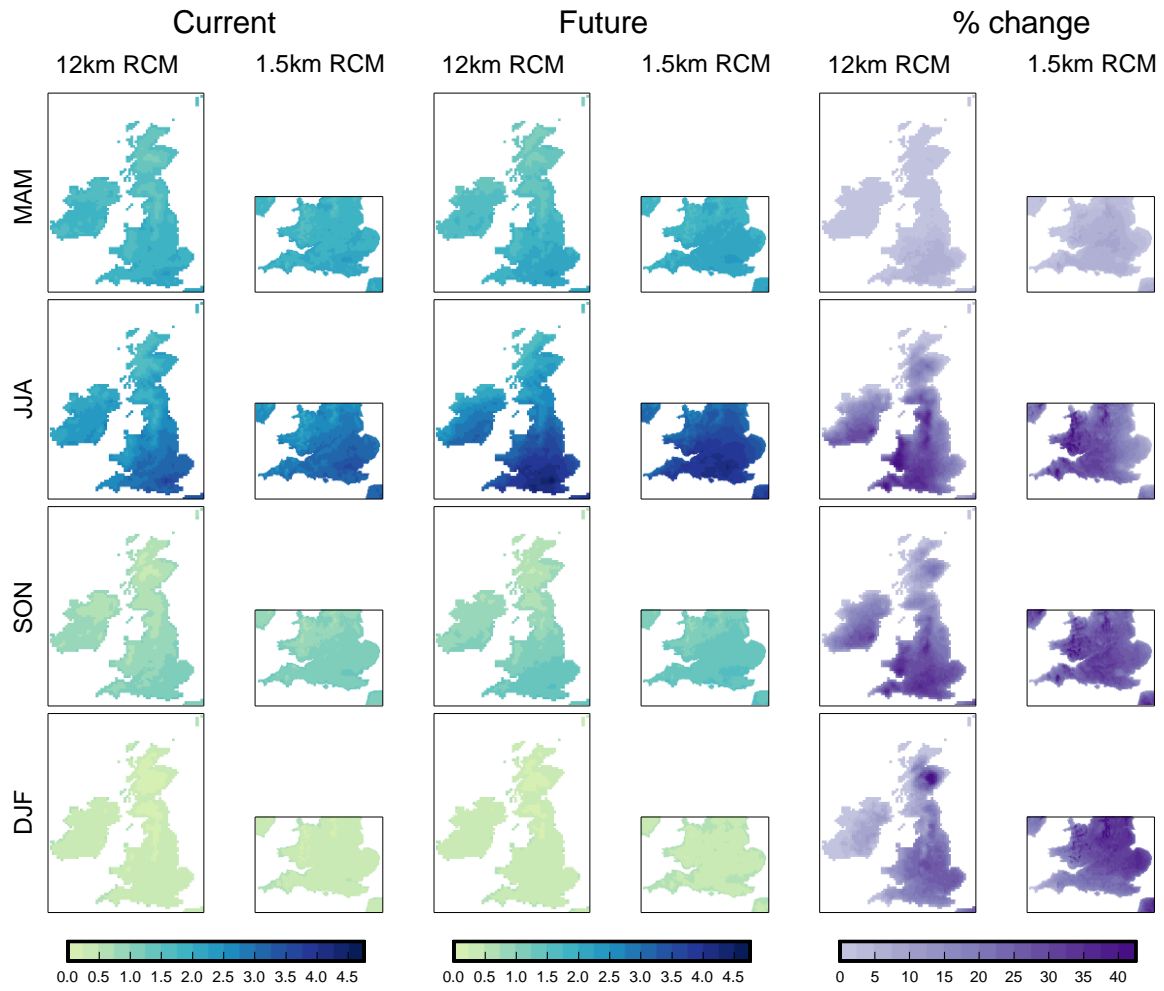 Current Future % change
12km RCM 1.5km RCM 12km RCM 1.5km RCM 12km RCM 1.5km RCM
MAM
JJA
SON
DJF
0.0 0.5 1.0 1.5 2.0 2.5 3.0 3.5 4.0 4.5 0.0 0.5 1.0 1.5 2.0 2.5 3.0 3.5 4.0 4.5 0 5 10 15 20 25 30 35 40